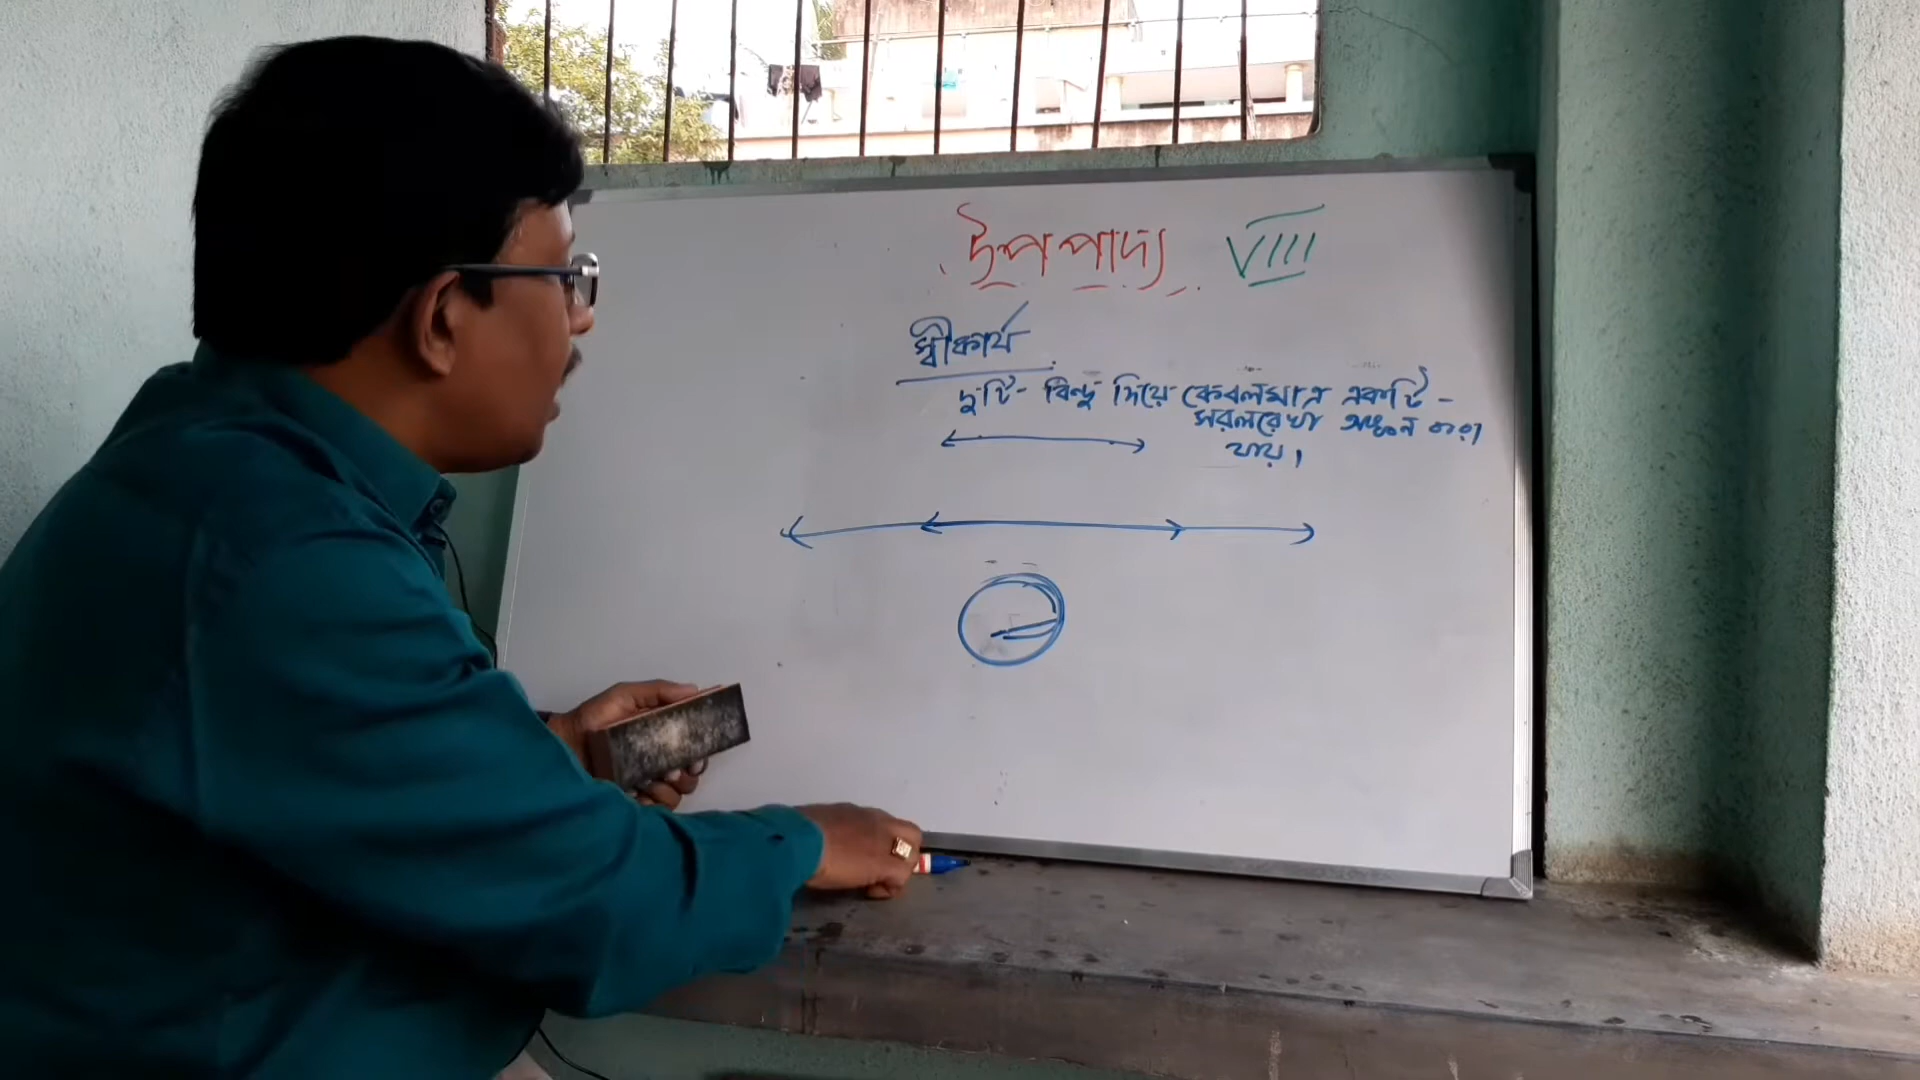 উপপাদ্য VIII
স্বীকার্য
দুটি বিন্দু দিয়ে কেবলমাত্র একটি
সরলরেখা অঙ্কন করা
যায়।